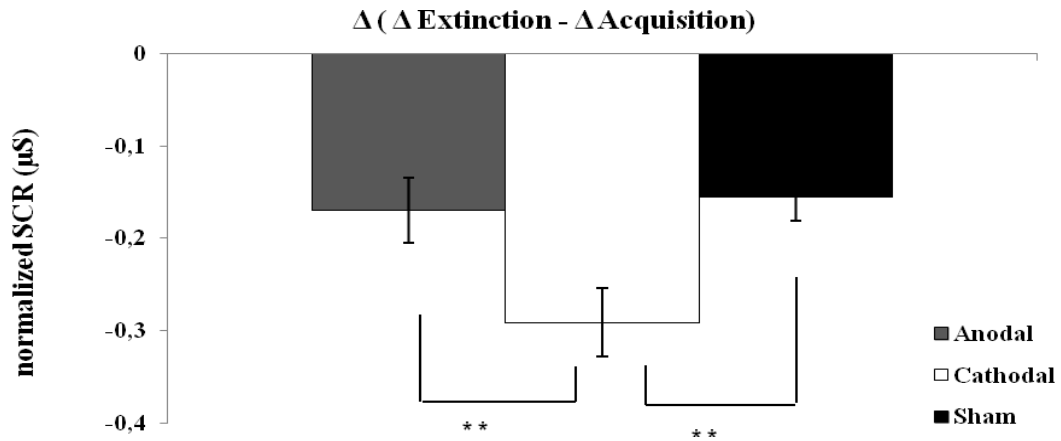 Δ ( Δ Extinction - Δ Acquisition)
0
-0,1
-0,2
-0,3
-0,4
normalized SCR (µS)
Anodal
Cathodal
Sham
** **